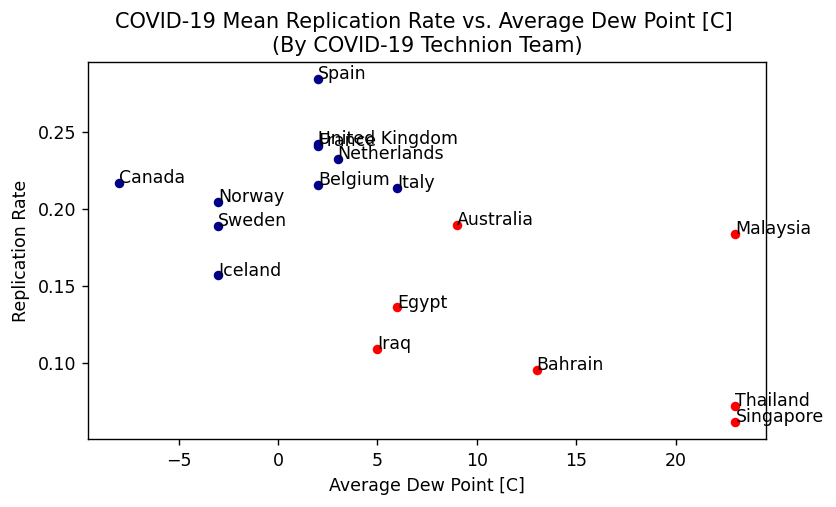 COVID-19 Mean Replication Rate vs. Average Dew Point [C]
(By COVID-19 Technion Team)
Spain
0.25
United Kingdom
France
Netherlands
Canada
Belgium
Italy
Norway
0.20
Sweden
Australia
Malaysia
Replication Rate
Iceland
0.15
Egypt
Iraq
0.10
Bahrain
Thailand
Singapore
−5
0
5
10
15
20
Average Dew Point [C]